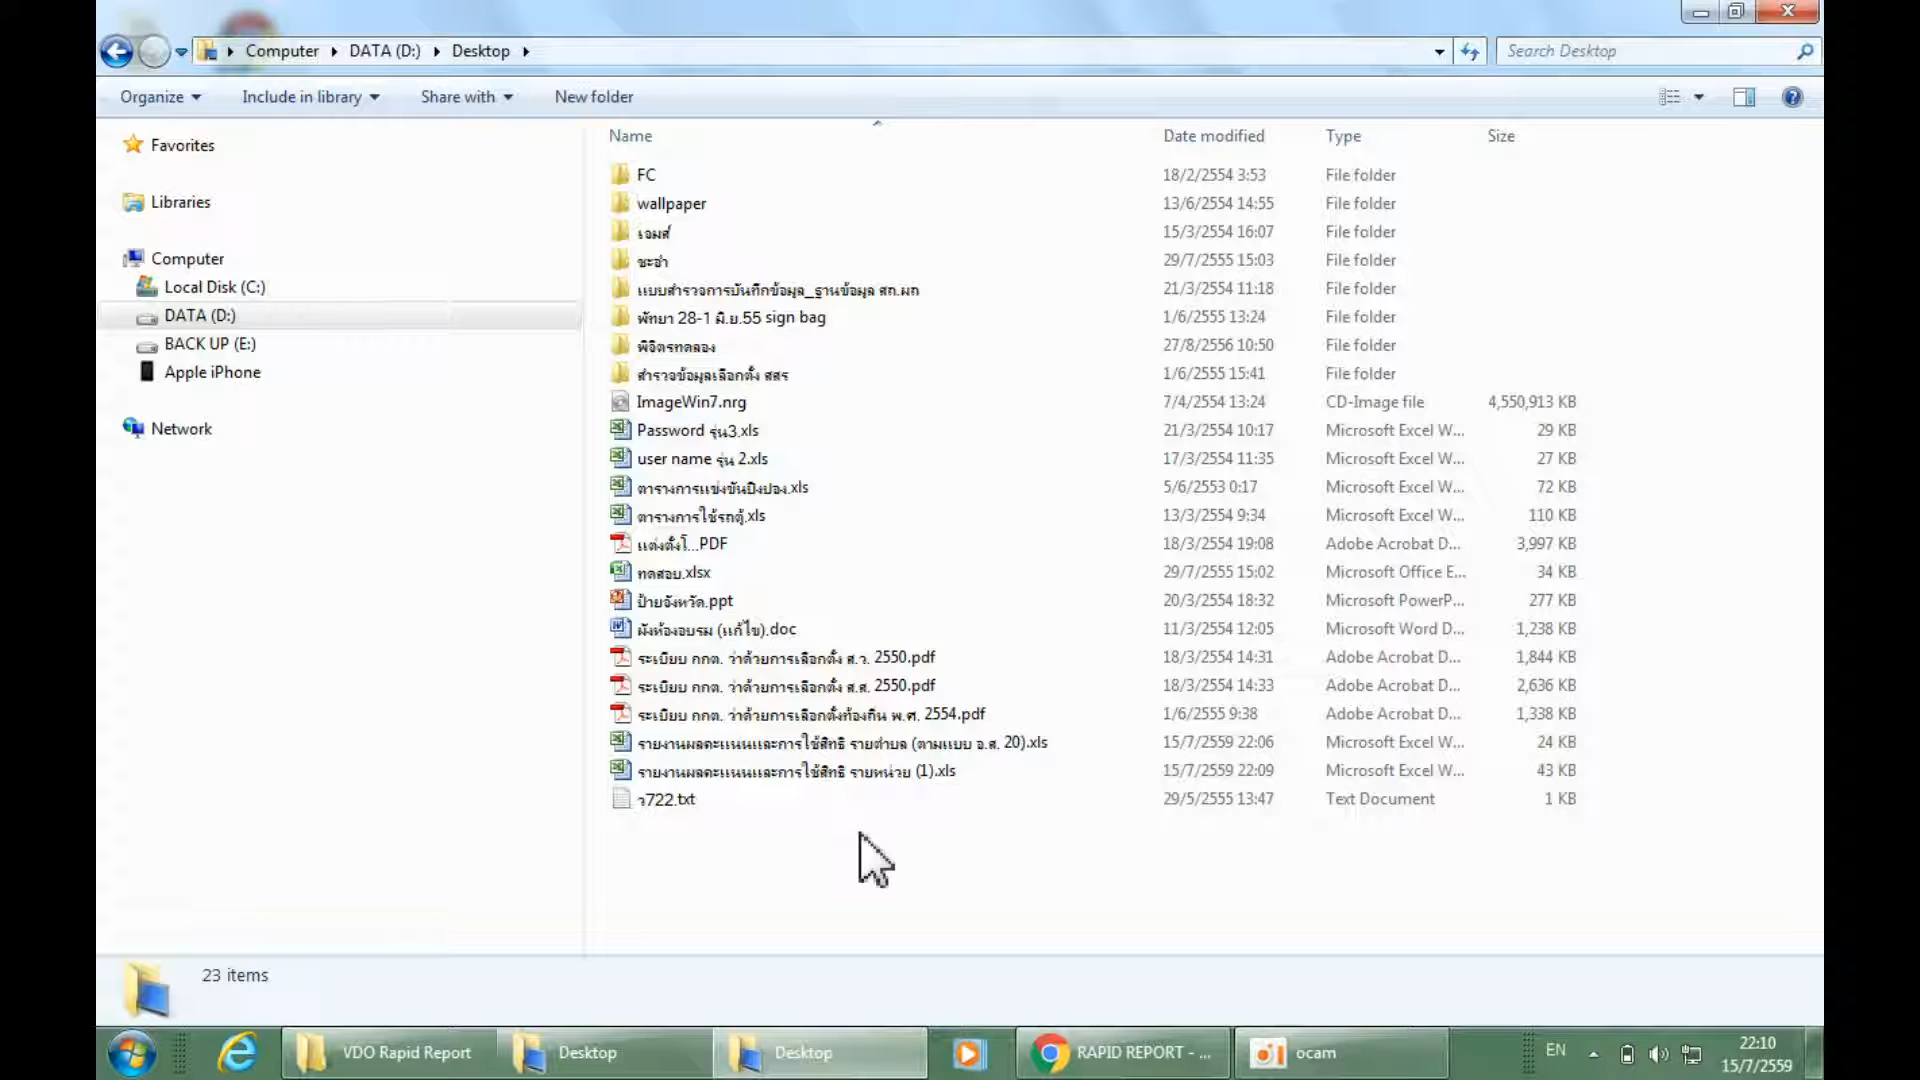 Computer
DATA (D:)
Desktop
Search Desktop
Organize
Include in library
Share with
New folder
Favorites
Libraries
Computer
Local Disk (C:)
DATA (D:)
BACK UP (E:)
Apple iPhone
Network
Name Date modified Type Size
FC 18/2/2554 3:53 File folder
wallpaper 13/6/2554 14:55 File folder
เจมส์ 15/3/2554 16:07 File folder
ชะอำ 29/7/2555 15:03 File folder
แบบสำรวจการบันทึกข้อมูล_ฐานข้อมูล สถ.ผถ 21/3/2554 11:18 File folder
พัทยา 28-1 มิ.ย.55 sign bag 1/6/2555 13:24 File folder
พิจิตรทดลอง 27/8/2556 10:50 File folder
สำรวจข้อมูลเลือกตั้ง สสร 1/6/2555 15:41 File folder
ImageWin7.nrg 7/4/2554 13:24 CD-Image file 4,550,913 KB
Password รุ่น3.xls 21/3/2554 10:17 Microsoft Excel W... 29 KB
user name รุ่น 2.xls 17/3/2554 11:35 Microsoft Excel W... 27 KB
ตารางการแข่งขันปิงปอง.xls 5/6/2553 0:17 Microsoft Excel W... 72 KB
ตารางการใช้รถตู้.xls 13/3/2554 9:34 Microsoft Excel W... 110 KB
แต่งตั้งโ...PDF 18/3/2554 19:08 Adobe Acrobat D... 3,997 KB
ทดสอบ.xlsx 29/7/2555 15:02 Microsoft Office E... 34 KB
ป้ายจังหวัด.ppt 20/3/2554 18:32 Microsoft PowerP... 277 KB
ผังห้องอบรม (แก้ไข).doc 11/3/2554 12:05 Microsoft Word D... 1,238 KB
ระเบียบ กกต. ว่าด้วยการเลือกตั้ง ส.ว. 2550.pdf 18/3/2554 14:31 Adobe Acrobat D... 1,844 KB
ระเบียบ กกต. ว่าด้วยการเลือกตั้ง ส.ส. 2550.pdf 18/3/2554 14:33 Adobe Acrobat D... 2,636 KB
ระเบียบ กกต. ว่าด้วยการเลือกตั้งท้องถิ่น พ.ศ. 2554.pdf 1/6/2555 9:38 Adobe Acrobat D... 1,338 KB
รายงานผลคะแนนและการใช้สิทธิ รายตำบล (ตามแบบ อ.ส. 20).xls 15/7/2559 22:06 Microsoft Excel W... 24 KB
รายงานผลคะแนนและการใช้สิทธิ รายหน่วย (1).xls 15/7/2559 22:09 Microsoft Excel W... 43 KB
ว722.txt 29/5/2555 13:47 Text Document 1 KB
23 items
VDO Rapid Report
Desktop
Desktop
RAPID REPORT - ...
ocam
EN
22:10
15/7/2559